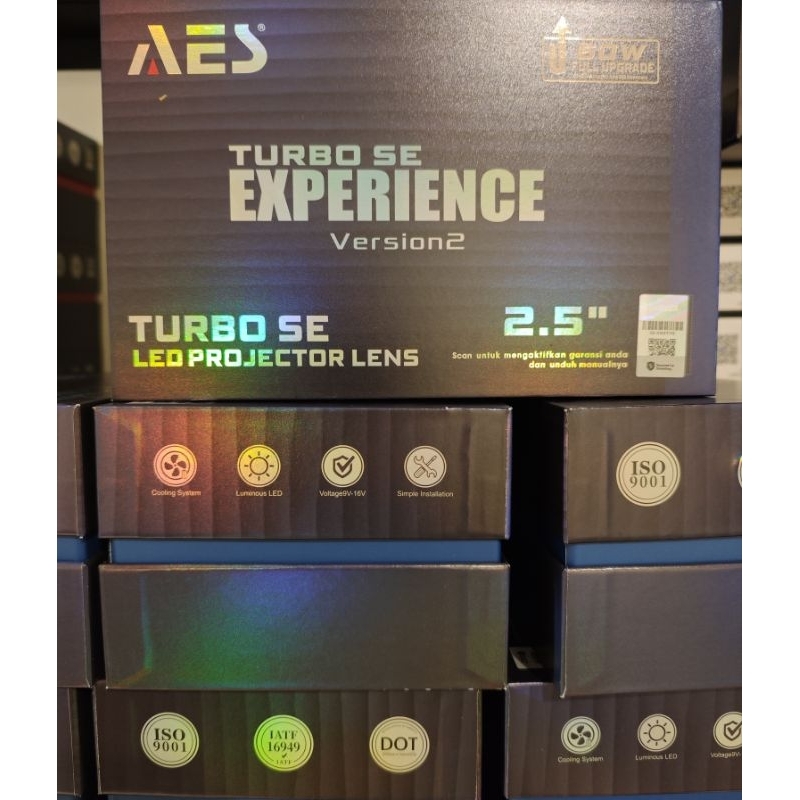 AES®
60W
FULL UPGRADE
TURBO SE
EXPERIENCE
Version2
TURBO SE
LED PROJECTOR LENS
2.5"
Scan untuk mengaktifkan garansi anda
dan unduh manualnya
Cooling System
Luminous LED
Voltage9V-16V
Simple Installation
ISO
9001
ISO
9001
IATF
16949
IATF
DOT
Cooling System
Luminous LED
Voltage9V-